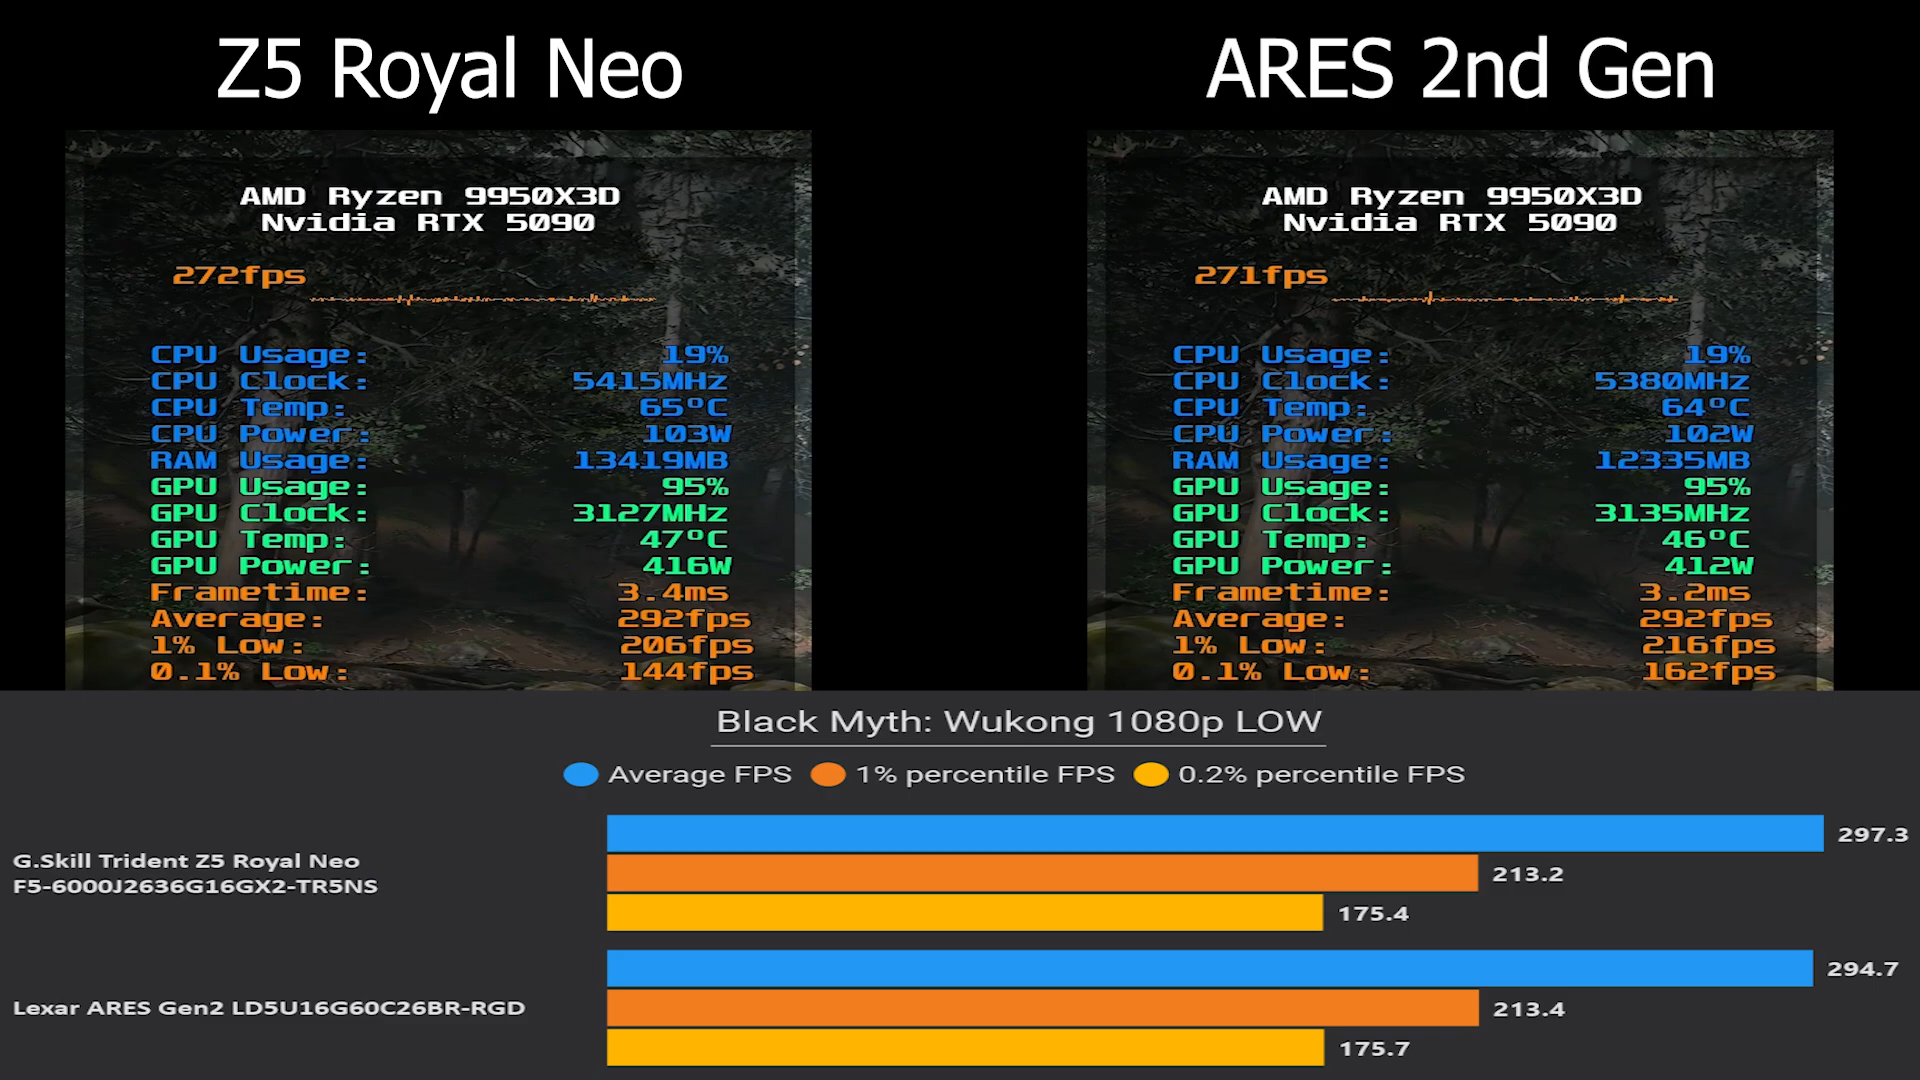 Z5 Royal Neo
ARES 2nd Gen
AMD Ryzen 9950X3D
Nvidia RTX 5090
272fps
CPU Usage: 19%
CPU Clock: 5415MHz
CPU Temp: 65ºC
CPU Power: 103W
RAM Usage: 13419MB
GPU Usage: 95%
GPU Clock: 3127MHz
GPU Temp: 47ºC
GPU Power: 416W
Frametime: 3.4ms
Average: 292fps
1% Low: 206fps
0.1% Low: 144fps
AMD Ryzen 9950X3D
Nvidia RTX 5090
271fps
CPU Usage: 19%
CPU Clock: 5380MHz
CPU Temp: 64ºC
CPU Power: 102W
RAM Usage: 12335MB
GPU Usage: 95%
GPU Clock: 3135MHz
GPU Temp: 46ºC
GPU Power: 412W
Frametime: 3.2ms
Average: 292fps
1% Low: 216fps
0.1% Low: 162fps
Black Myth: Wukong 1080p LOW
Average FPS 1% percentile FPS 0.2% percentile FPS
G.Skill Trident Z5 Royal Neo
F5-6000J2636G16GX2-TR5NS
297.3
213.2
175.4
Lexar ARES Gen2 LD5U16G60C26BR-RGD
294.7
213.4
175.7